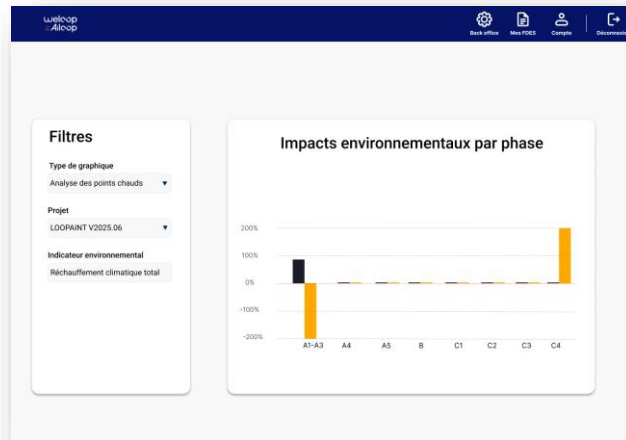 weloop
Ailoop
Back office
Mes FDES
Compte
Déconnexio
Filtres
Type de graphique
Analyse des points chauds
Projet
LOOPAINT V2025.06
Indicateur environnemental
Réchauffement climatique total
Impacts environnementaux par phase
200%
100%
0%
-100%
-200%
A1-A3 A4 A5 B C1 C2 C3 C4